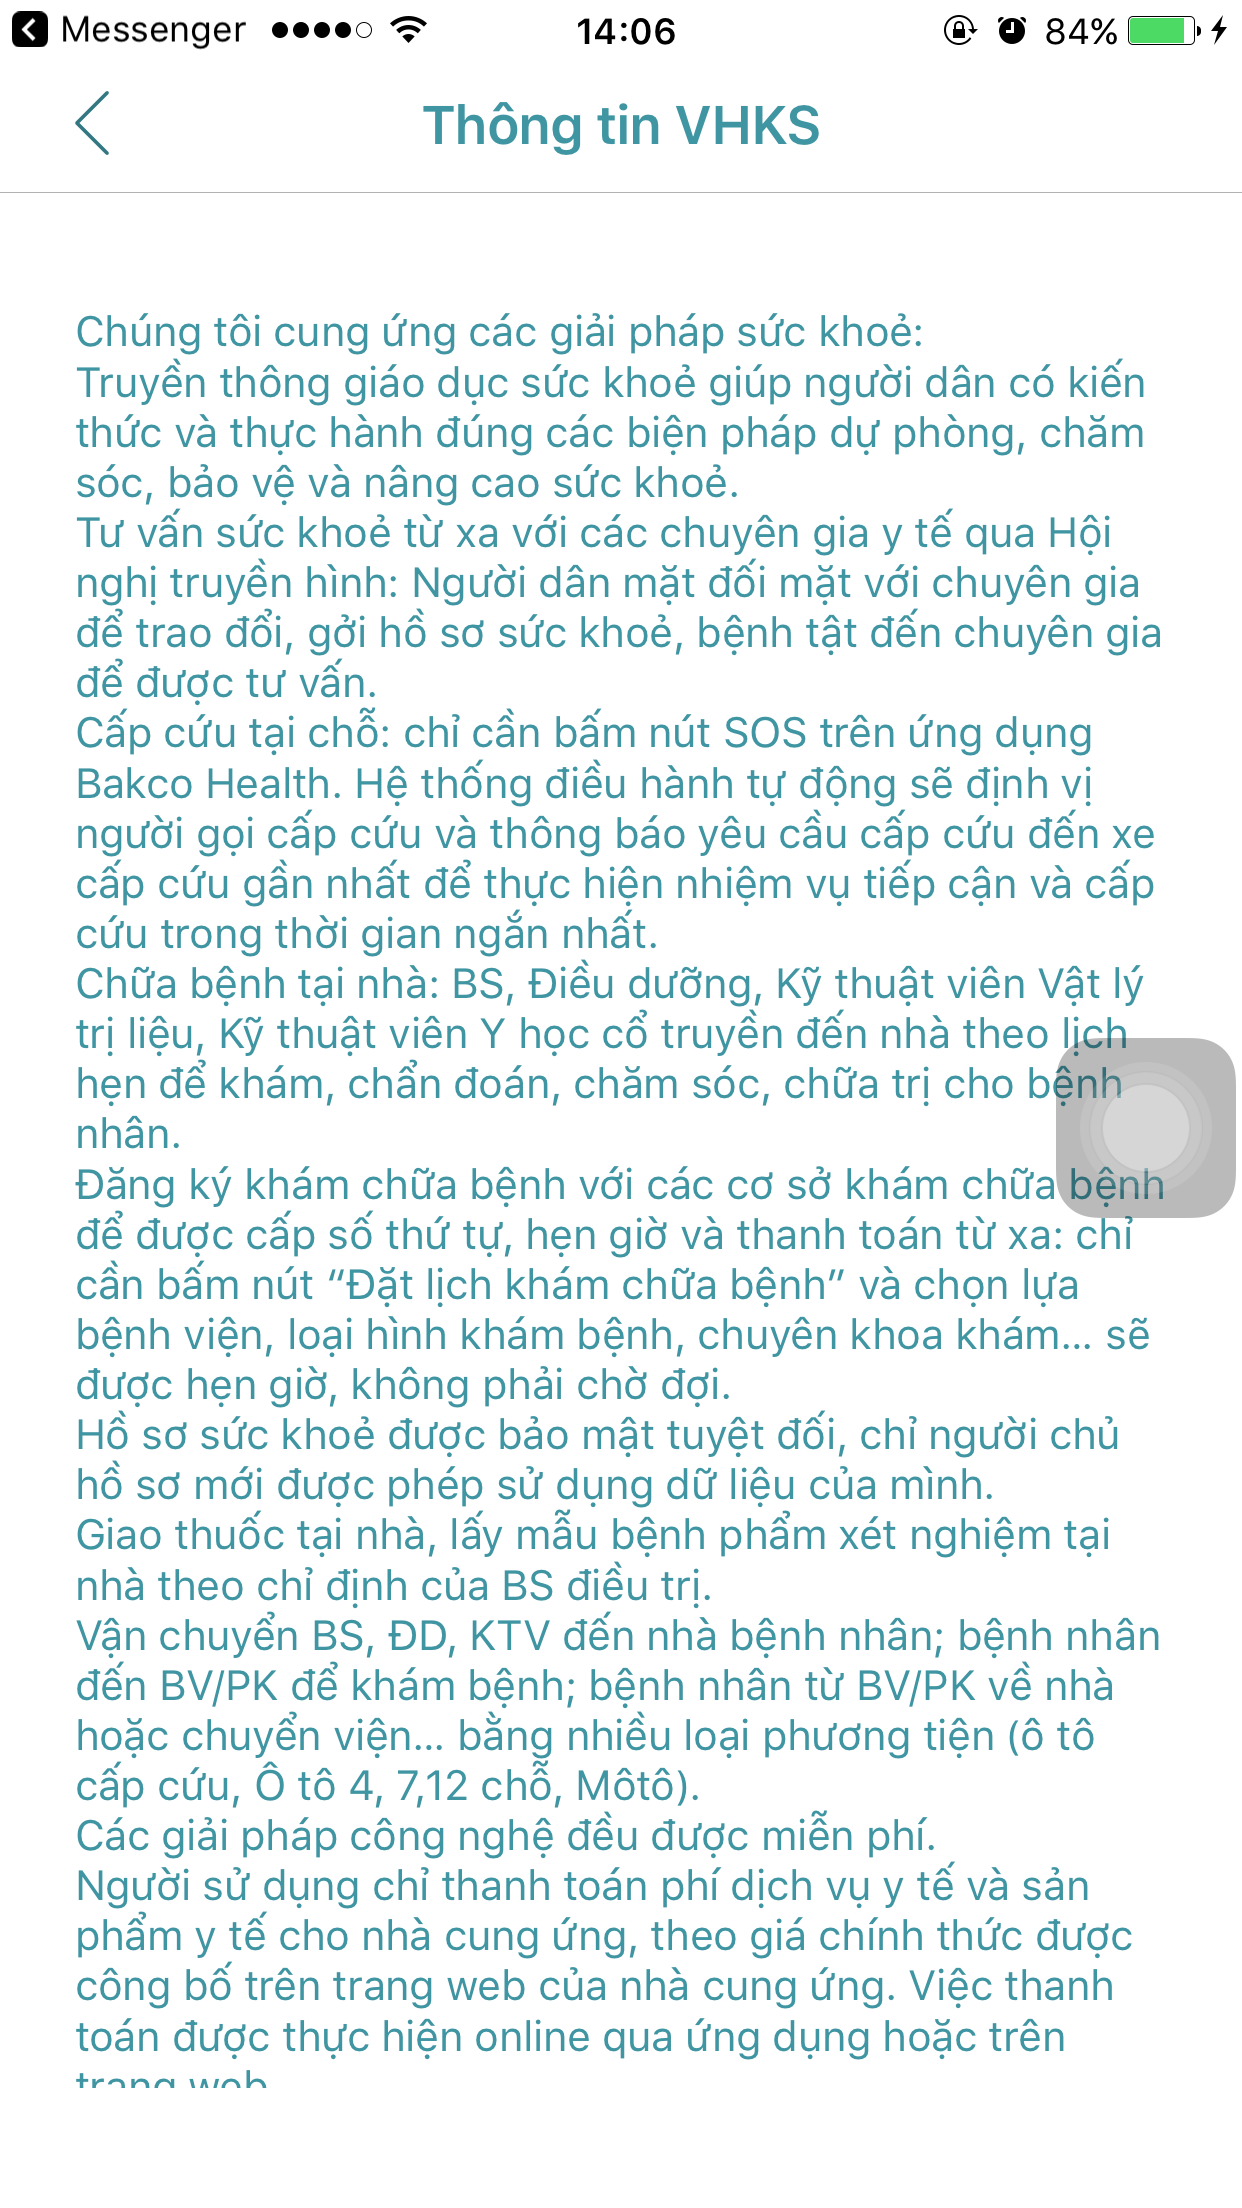 Messenger 14:06 84%
Thông tin VHKS
Chúng tôi cung ứng các giải pháp sức khoẻ:
Truyền thông giáo dục sức khoẻ giúp người dân có kiến
thức và thực hành đúng các biện pháp dự phòng, chăm
sóc, bảo vệ và nâng cao sức khoẻ.
Tư vấn sức khoẻ từ xa với các chuyên gia y tế qua Hội
nghị truyền hình: Người dân mặt đối mặt với chuyên gia
để trao đổi, gởi hồ sơ sức khoẻ, bệnh tật đến chuyên gia
để được tư vấn.
Cấp cứu tại chỗ: chỉ cần bấm nút SOS trên ứng dụng
Bakco Health. Hệ thống điều hành tự động sẽ định vị
người gọi cấp cứu và thông báo yêu cầu cấp cứu đến xe
cấp cứu gần nhất để thực hiện nhiệm vụ tiếp cận và cấp
cứu trong thời gian ngắn nhất.
Chữa bệnh tại nhà: BS, Điều dưỡng, Kỹ thuật viên Vật lý
trị liệu, Kỹ thuật viên Y học cổ truyền đến nhà theo lịch
hẹn để khám, chẩn đoán, chăm sóc, chữa trị cho bệnh
nhân.
Đăng ký khám chữa bệnh với các cơ sở khám chữa bệnh
để được cấp số thứ tự, hẹn giờ và thanh toán từ xa: chỉ
cần bấm nút “Đặt lịch khám chữa bệnh” và chọn lựa
bệnh viện, loại hình khám bệnh, chuyên khoa khám... sẽ
được hẹn giờ, không phải chờ đợi.
Hồ sơ sức khoẻ được bảo mật tuyệt đối, chỉ người chủ
hồ sơ mới được phép sử dụng dữ liệu của mình.
Giao thuốc tại nhà, lấy mẫu bệnh phẩm xét nghiệm tại
nhà theo chỉ định của BS điều trị.
Vận chuyển BS, ĐD, KTV đến nhà bệnh nhân; bệnh nhân
đến BV/PK để khám bệnh; bệnh nhân từ BV/PK về nhà
hoặc chuyển viện... bằng nhiều loại phương tiện (ô tô
cấp cứu, Ô tô 4, 7,12 chỗ, Môtô).
Các giải pháp công nghệ đều được miễn phí.
Người sử dụng chỉ thanh toán phí dịch vụ y tế và sản
phẩm y tế cho nhà cung ứng, theo giá chính thức được
công bố trên trang web của nhà cung ứng. Việc thanh
toán được thực hiện online qua ứng dụng hoặc trên
trang web